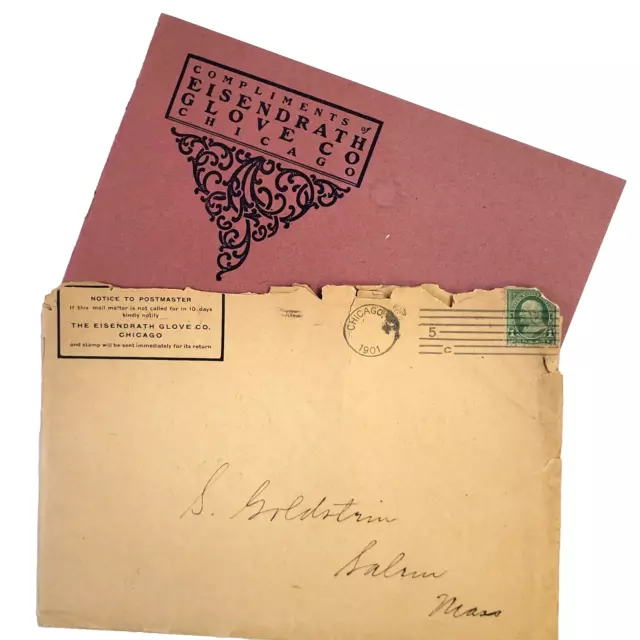 COMPLIMENTS of
EISENDRATH
GLOVE CO
CHICAGO
NOTICE TO POSTMASTER
If this mail matter is not called for in 10 days
kindly notify
THE EISENDRATH GLOVE CO.
CHICAGO
and stamp will be sent immediately for its return
CHICAGO
1901
5
C
S. Goldstein
Salem
Mass